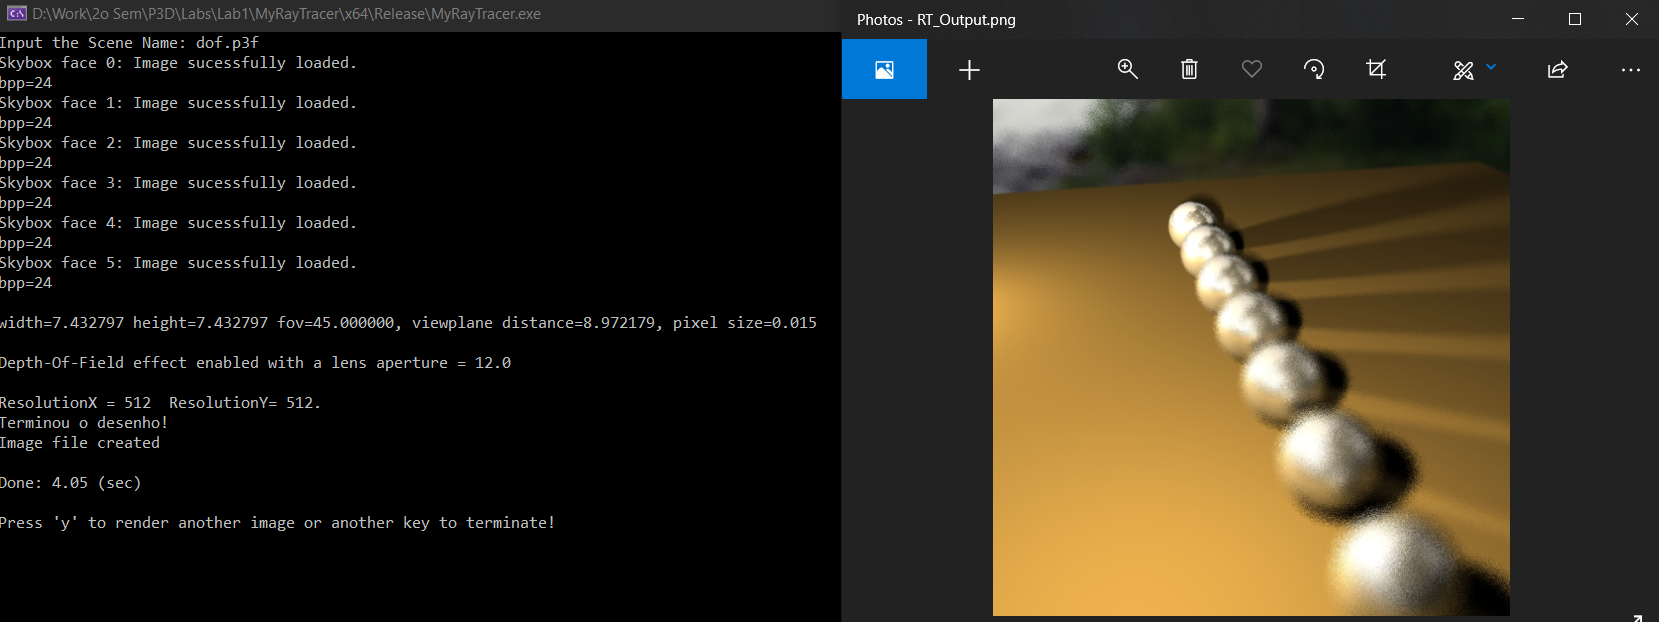 D:\Work\2o Sem\P3D\Labs\Lab1\MyRayTracer\x64\Release\MyRayTracer.exe
Input the Scene Name: dof.p3f
Skybox face 0: Image sucessfully loaded.
bpp=24
Skybox face 1: Image sucessfully loaded.
bpp=24
Skybox face 2: Image sucessfully loaded.
bpp=24
Skybox face 3: Image sucessfully loaded.
bpp=24
Skybox face 4: Image sucessfully loaded.
bpp=24
Skybox face 5: Image sucessfully loaded.
bpp=24
width=7.432797 height=7.432797 fov=45.000000, viewplane distance=8.972179, pixel size=0.015
Depth-Of-Field effect enabled with a lens aperture = 12.0
ResolutionX = 512  ResolutionY= 512.
Terminou o desenho!
Image file created
Done: 4.05 (sec)
Press 'y' to render another image or another key to terminate!
Photos - RT_Output.png